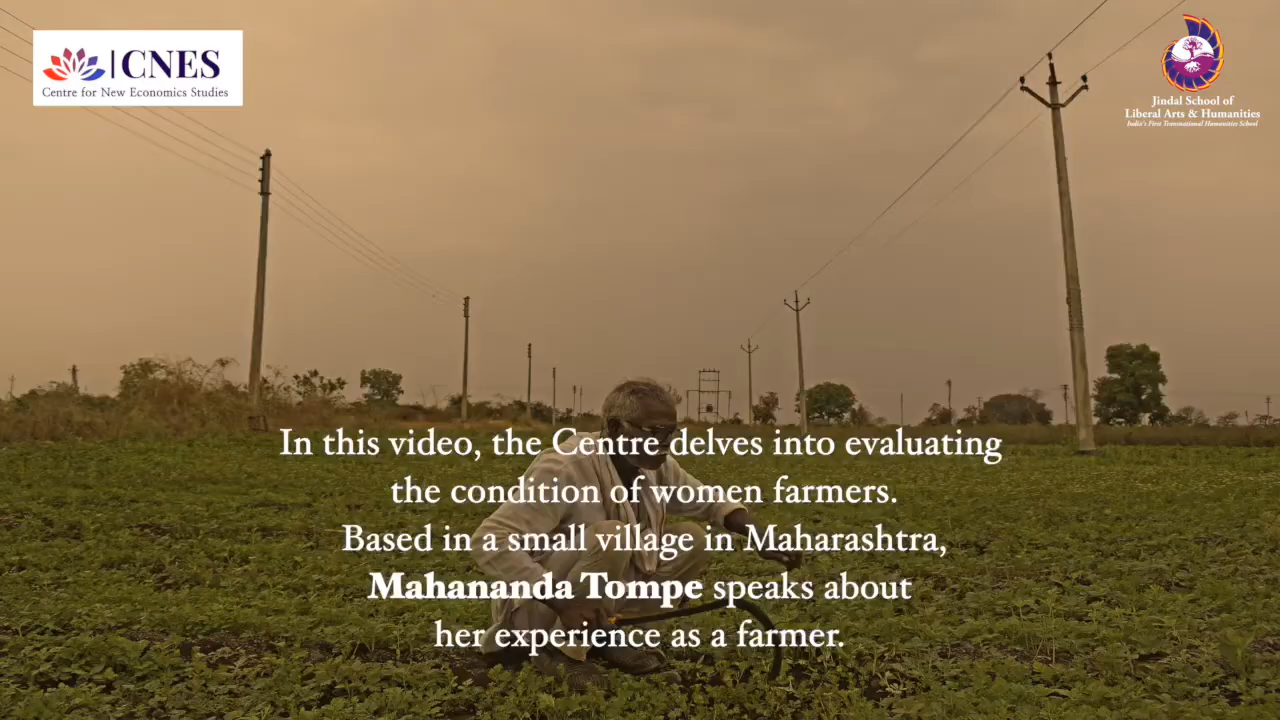 CNES
Centre for New Economics Studies
Jindal School of
Liberal Arts & Humanities
India's First Transnational Humanities School
In this video, the Centre delves into evaluating
the condition of women farmers.
Based in a small village in Maharashtra,
Mahananda Tompe speaks about
her experience as a farmer.